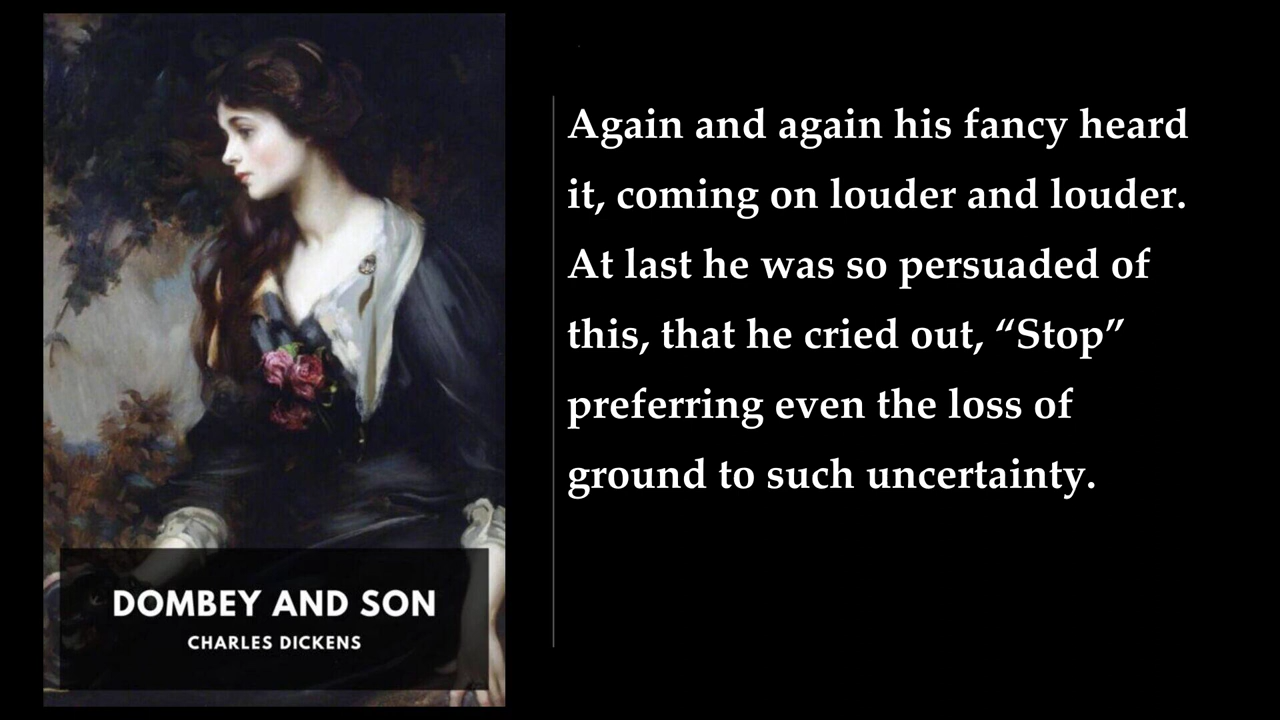 Again and again his fancy heard
it, coming on louder and louder.
At last he was so persuaded of
this, that he cried out, “Stop”
preferring even the loss of
ground to such uncertainty.
DOMBEY AND SON
CHARLES DICKENS